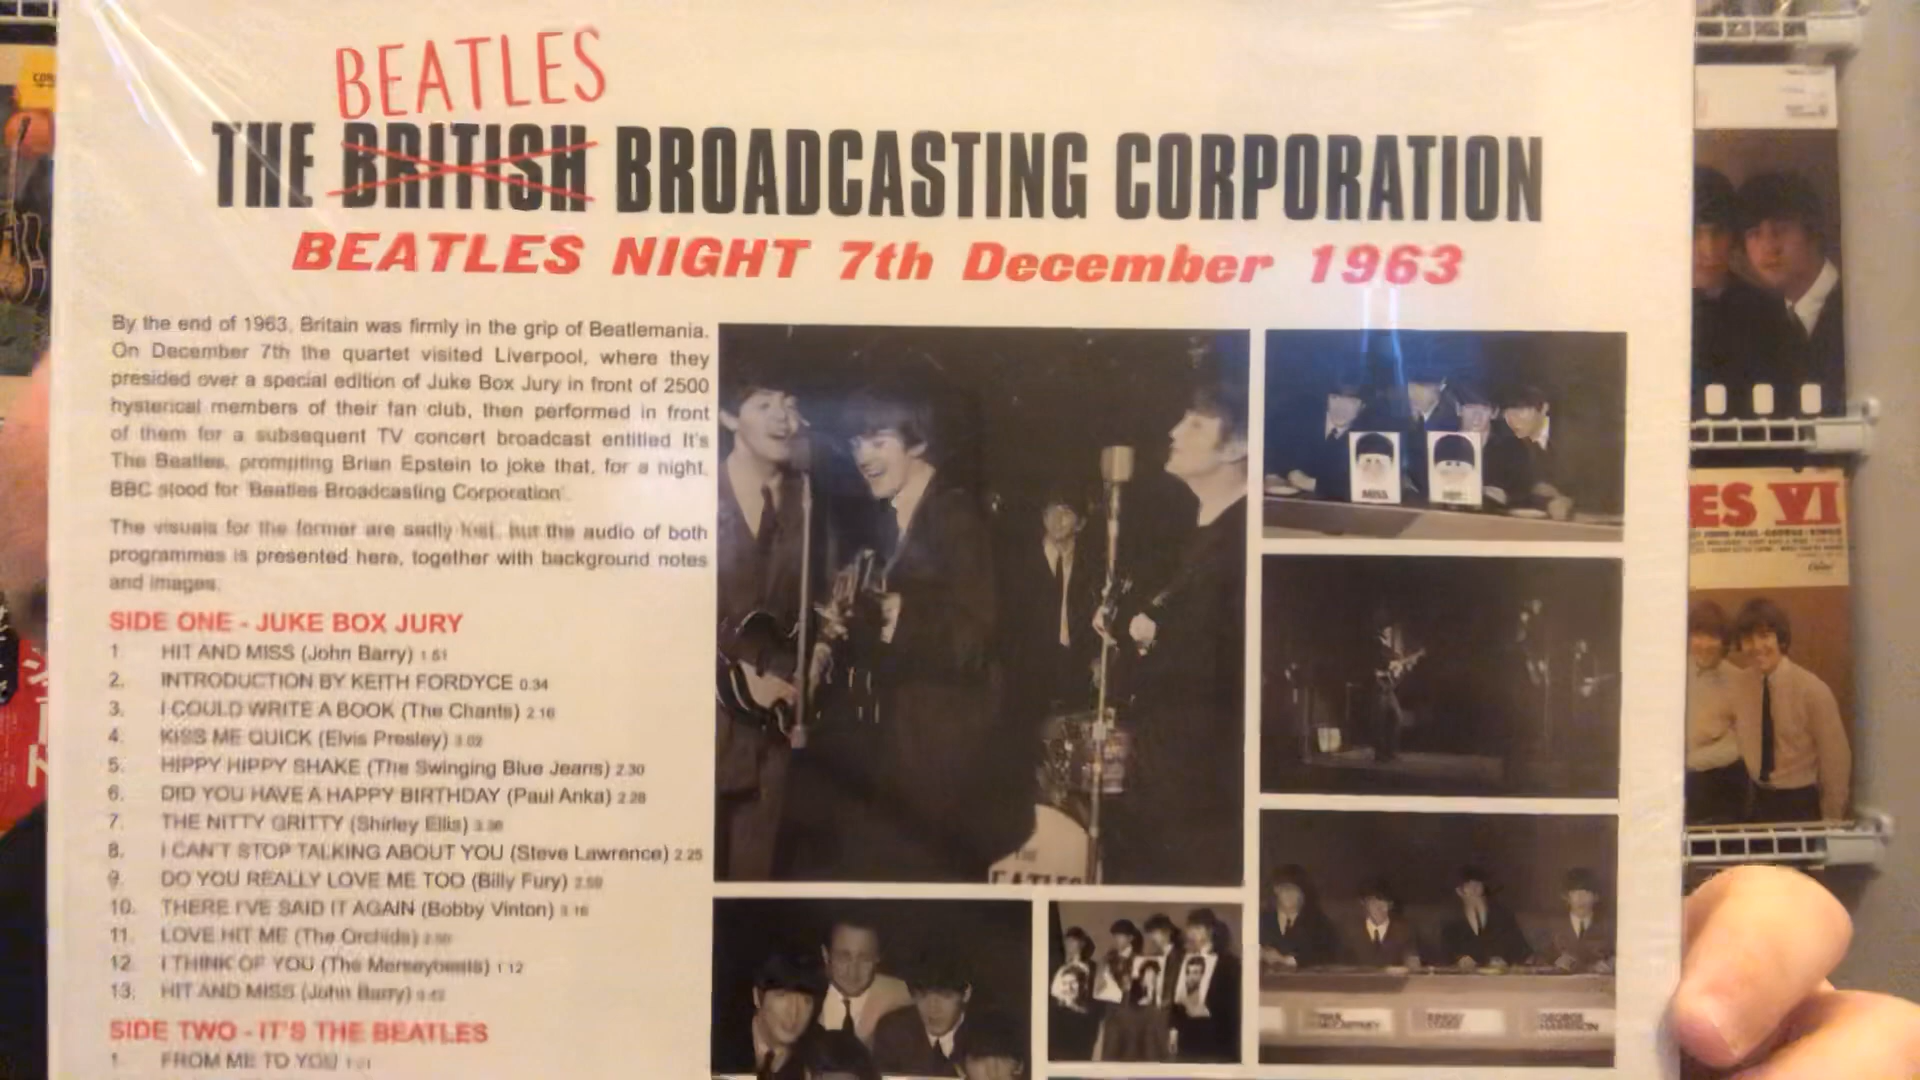 BEATLES
THE BRITISH BROADCASTING CORPORATION
BEATLES NIGHT 7th December 1963
By the end of 1963, Britain was firmly in the grip of Beatlemania.
On December 7th the quartet visited Liverpool, where they
presided over a special edition of Juke Box Jury in front of 2500
hysterical members of their fan club, then performed in front
of them for a subsequent TV concert broadcast entitled It's
The Beatles, prompting Brian Epstein to joke that, for a night,
BBC stood for 'Beatles Broadcasting Corporation'.
The visuals for the former are sadly lost, but the audio of both
programmes is presented here, together with background notes
and images.
SIDE ONE - JUKE BOX JURY
1. HIT AND MISS (John Barry) 1.51
2. INTRODUCTION BY KEITH FORDYCE 0.34
3. I COULD WRITE A BOOK (The Chants) 2.16
4. KISS ME QUICK (Elvis Presley) 3.02
5. HIPPY HIPPY SHAKE (The Swinging Blue Jeans) 2.30
6. DID YOU HAVE A HAPPY BIRTHDAY (Paul Anka) 2.28
7. THE NITTY GRITTY (Shirley Ellis)
8. I CAN'T STOP TALKING ABOUT YOU (Steve Lawrence) 2.25
9. DO YOU REALLY LOVE ME TOO (Billy Fury) 2.59
10. THERE I'VE SAID IT AGAIN (Bobby Vinton) 3.16
11. LOVE HIT ME (The Orchids)
12. I THINK OF YOU (The Merseybeats) 1.12
13. HIT AND MISS (John Barry)
SIDE TWO - IT'S THE BEATLES
1. FROM ME TO YOU
MISS
EATLES
McCARTNEY
RINGO
GEORGE
HARRISON
ES VI
Capitol